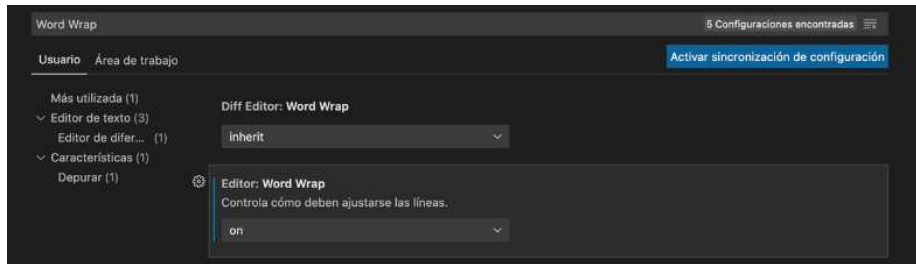 Word Wrap
5 Configuraciones encontradas
Usuario Área de trabajo
Activar sincronización de configuración
Más utilizada (1)
Editor de texto (3)
Editor de difer... (1)
Características (1)
Depurar (1)
Diff Editor: Word Wrap
inherit
Editor: Word Wrap
Controla cómo deben ajustarse las líneas.
on